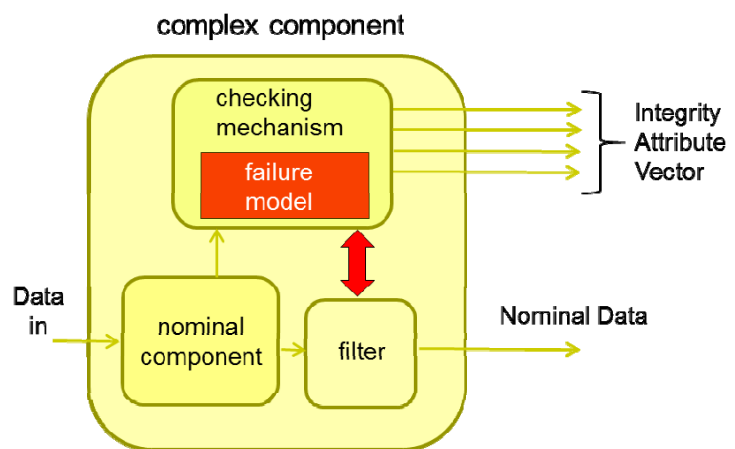 complex component
checking
mechanism
failure
model
Integrity
Attribute
Vector
Data
in
nominal
component
filter
Nominal Data